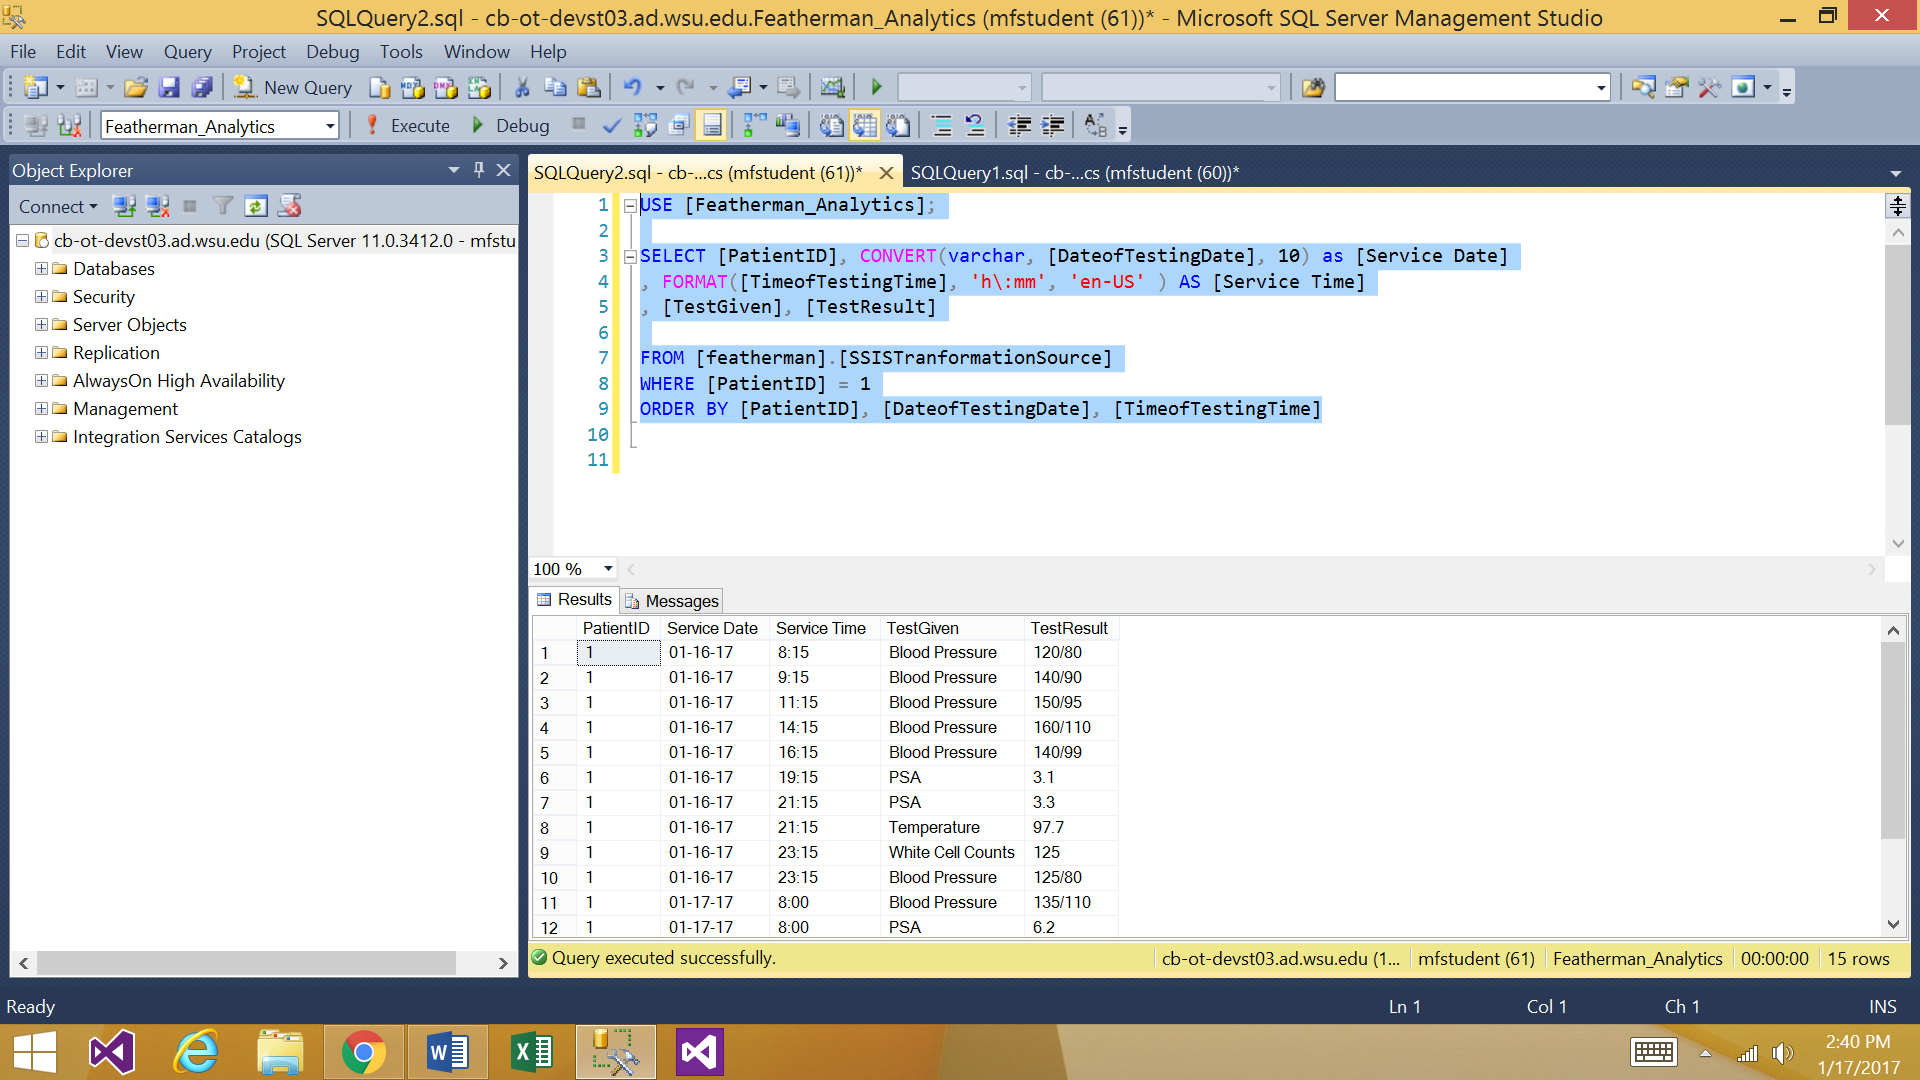 SQLQuery2.sql - cb-ot-devst03.ad.wsu.edu.Featherman_Analytics (mfstudent (61))* - Microsoft SQL Server Management Studio
File Edit View Query Project Debug Tools Window Help
New Query
Featherman_Analytics Execute Debug
Object Explorer
Connect
cb-ot-devst03.ad.wsu.edu (SQL Server 11.0.3412.0 - mfstu
Databases
Security
Server Objects
Replication
AlwaysOn High Availability
Management
Integration Services Catalogs
SQLQuery2.sql - cb-...cs (mfstudent (61))* SQLQuery1.sql - cb-...cs (mfstudent (60))*
1 USE [Featherman_Analytics];
2
3 SELECT [PatientID], CONVERT(varchar, [DateofTestingDate], 10) as [Service Date]
4 , FORMAT([TimeofTestingTime], 'h\:mm', 'en-US' ) AS [Service Time]
5 , [TestGiven], [TestResult]
6
7 FROM [featherman].[SSISTranformationSource]
8 WHERE [PatientID] = 1
9 ORDER BY [PatientID], [DateofTestingDate], [TimeofTestingTime]
10
11
100 %
Results Messages
PatientID Service Date Service Time TestGiven TestResult
1 1 01-16-17 8:15 Blood Pressure 120/80
2 1 01-16-17 9:15 Blood Pressure 140/90
3 1 01-16-17 11:15 Blood Pressure 150/95
4 1 01-16-17 14:15 Blood Pressure 160/110
5 1 01-16-17 16:15 Blood Pressure 140/99
6 1 01-16-17 19:15 PSA 3.1
7 1 01-16-17 21:15 PSA 3.3
8 1 01-16-17 21:15 Temperature 97.7
9 1 01-16-17 23:15 White Cell Counts 125
10 1 01-16-17 23:15 Blood Pressure 125/80
11 1 01-17-17 8:00 Blood Pressure 135/110
12 1 01-17-17 8:00 PSA 6.2
Query executed successfully. cb-ot-devst03.ad.wsu.edu (1... mfstudent (61) Featherman_Analytics 00:00:00 15 rows
Ready Ln 1 Col 1 Ch 1 INS
2:40 PM
1/17/2017